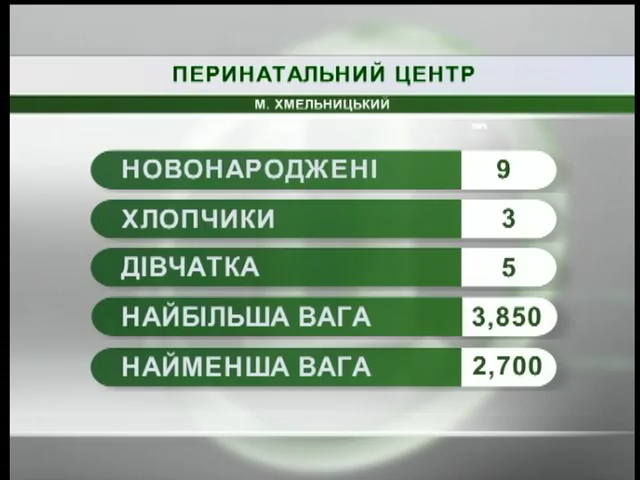 ПЕРИНАТАЛЬНИЙ ЦЕНТР
М. ХМЕЛЬНИЦЬКИЙ
НОВОНАРОДЖЕНІ 9
ХЛОПЧИКИ 3
ДІВЧАТКА 5
НАЙБІЛЬША ВАГА 3,850
НАЙМЕНША ВАГА 2,700